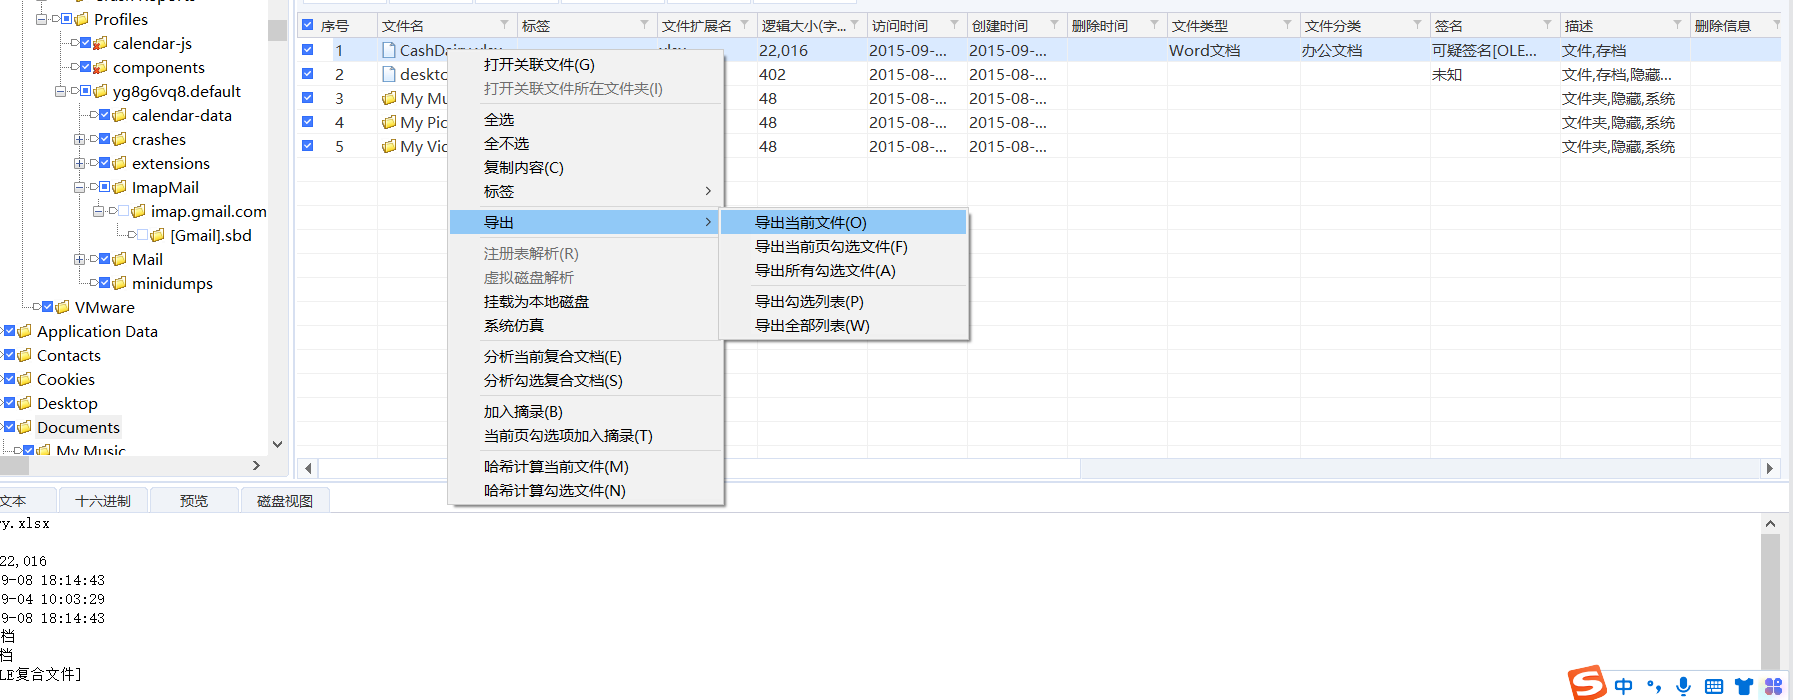 Profiles
calendar-js
components
yg8g6vq8.default
calendar-data
crashes
extensions
ImapMail
imap.gmail.com
[Gmail].sbd
Mail
minidumps
VMware
Application Data
Contacts
Cookies
Desktop
Documents
My Music
序号 文件名 标签 文件扩展名 逻辑大小(字... 访问时间 创建时间 删除时间 文件类型 文件分类 签名 描述 删除信息
1 CashDairy.xlsx xlsx 22,016 2015-09-... 2015-09-... Word文档 办公文档 可疑签名[OLE... 文件,存档
2 deskto 402 2015-08-... 2015-08-... 未知 文件,存档,隐藏...
3 My Mu 48 2015-08-... 2015-08-... 文件夹,隐藏,系统
4 My Pic 48 2015-08-... 2015-08-... 文件夹,隐藏,系统
5 My Vic 48 2015-08-... 2015-08-... 文件夹,隐藏,系统
打开关联文件(G)
打开关联文件所在文件夹(I)
全选
全不选
复制内容(C)
标签
导出
注册表解析(R)
虚拟磁盘解析
挂载为本地磁盘
系统仿真
分析当前复合文档(E)
分析勾选复合文档(S)
加入摘录(B)
当前页勾选项加入摘录(T)
哈希计算当前文件(M)
哈希计算勾选文件(N)
导出当前文件(O)
导出当前页勾选文件(F)
导出所有勾选文件(A)
导出勾选列表(P)
导出全部列表(W)
文本 十六进制 预览 磁盘视图
ry.xlsx
22,016
9-08 18:14:43
9-04 10:03:29
9-08 18:14:43
档
档
LE复合文件]
S 中